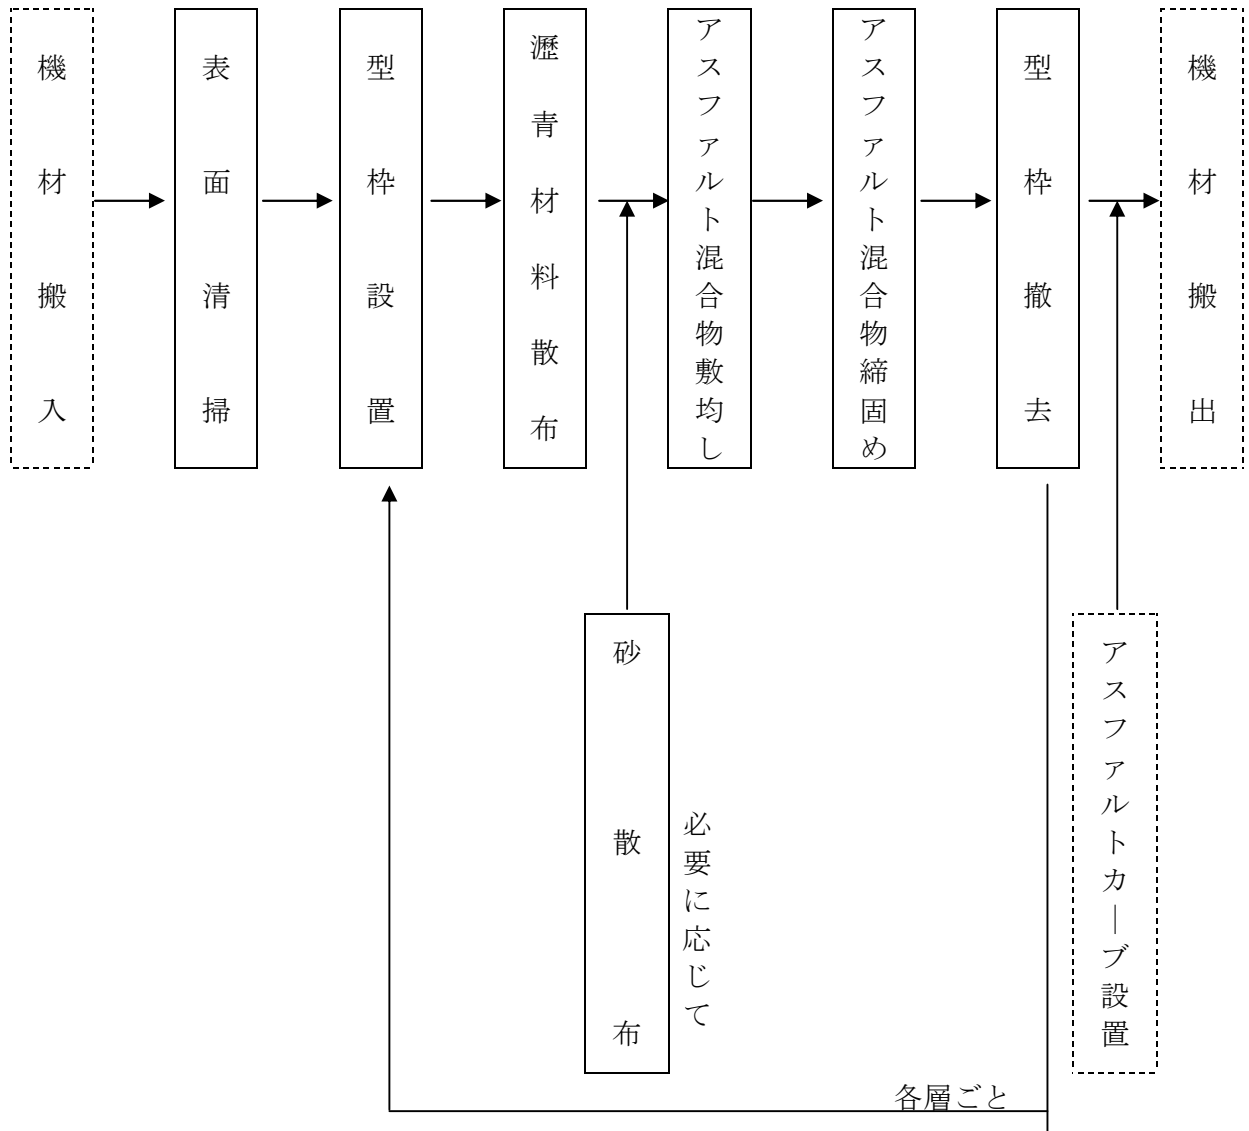 機材搬入
表面清掃
型枠設置
瀝青材料散布
アスファルト混合物敷均し
アスファルト混合物締固め
型枠撤去
機材搬出
砂散布
必要に応じて
アスファルトカーブ設置
各層ごと